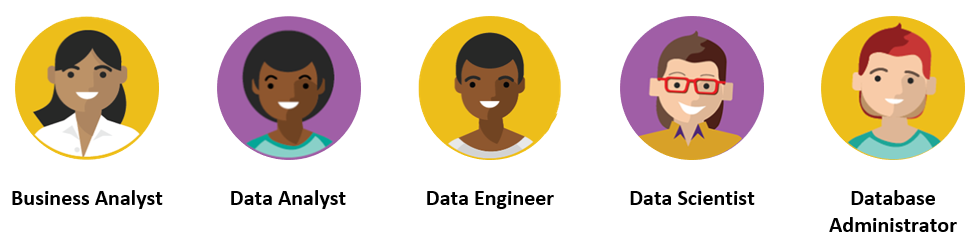 Business Analyst
Data Analyst
Data Engineer
Data Scientist
Database
Administrator